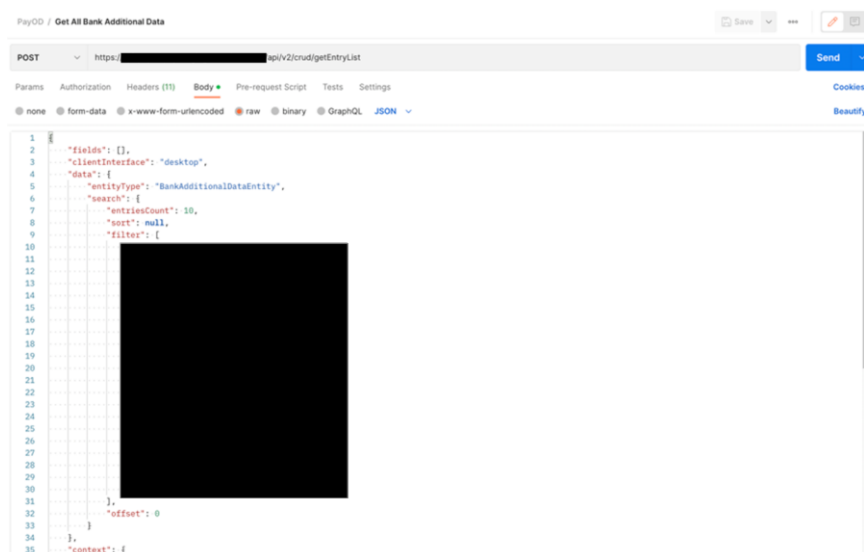 PayOD / Get All Bank Additional Data
Save
POST https:/ api/v2/crud/getEntryList Send
Params Authorization Headers (11) Body Pre-request Script Tests Settings Cookies
none form-data x-www-form-urlencoded raw binary GraphQL JSON Beautify
1 {
2 "fields": [],
3 "clientInterface": "desktop",
4 "data": {
5 "entityType": "BankAdditionalDataEntity",
6 "search": {
7 "entriesCount": 10,
8 "sort": null,
9 "filter": [
10
11
12
13
14
15
16
17
18
19
20
21
22
23
24
25
26
27
28
29
30
31 ],
32 "offset": 0
33 }
34 },
35 "context": {